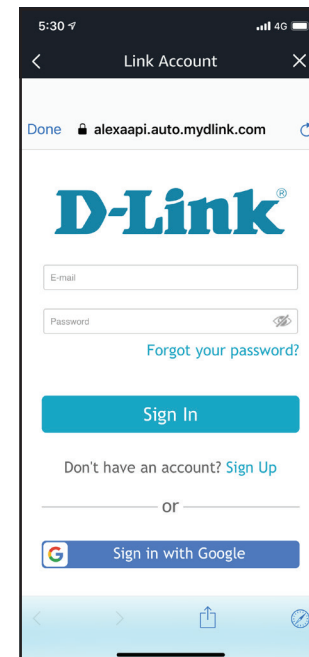 5:30
4G
Link Account
Done alexaapi.auto.mydlink.com
D-Link®
E-mail
Password
Forgot your password?
Sign In
Don't have an account? Sign Up
or
G Sign in with Google